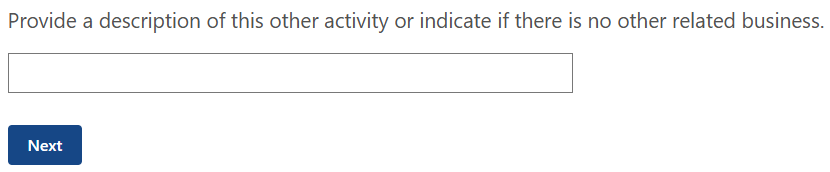 Provide a description of this other activity or indicate if there is no other related business.
Next